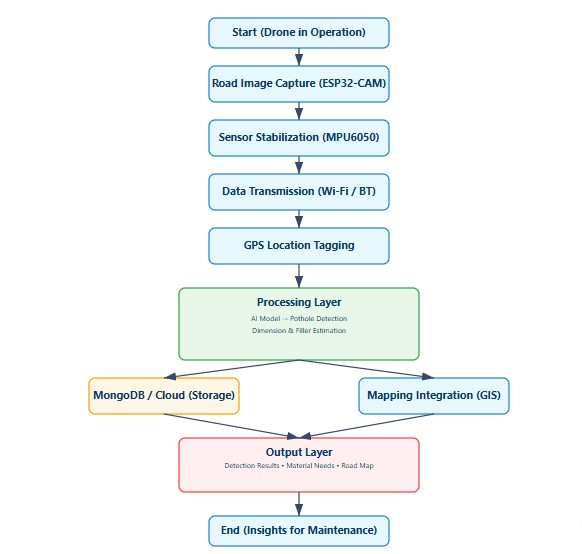 Start (Drone in Operation)
Road Image Capture (ESP32-CAM)
Sensor Stabilization (MPU6050)
Data Transmission (Wi-Fi / BT)
GPS Location Tagging
Processing Layer
AI Model → Pothole Detection
Dimension & Filler Estimation
MongoDB / Cloud (Storage)
Mapping Integration (GIS)
Output Layer
Detection Results • Material Needs • Road Map
End (Insights for Maintenance)